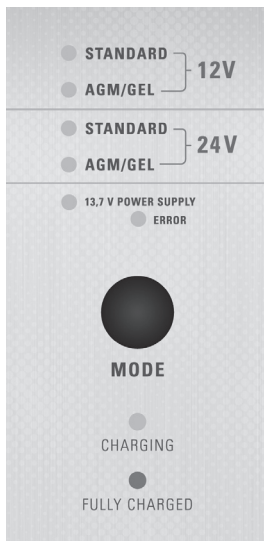 STANDARD
12V
AGM/GEL
STANDARD
24V
AGM/GEL
13,7 V POWER SUPPLY
ERROR
MODE
CHARGING
FULLY CHARGED